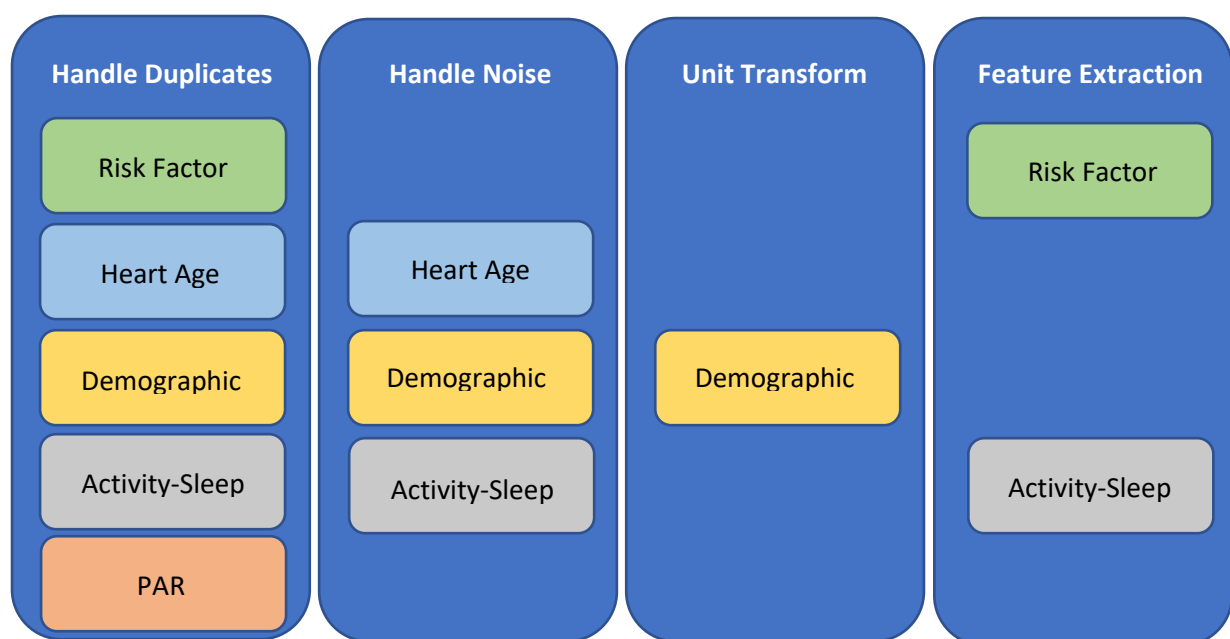 Handle Duplicates
Risk Factor
Heart Age
Demographic
Activity-Sleep
PAR
Handle Noise
Heart Age
Demographic
Activity-Sleep
Unit Transform
Demographic
Feature Extraction
Risk Factor
Activity-Sleep